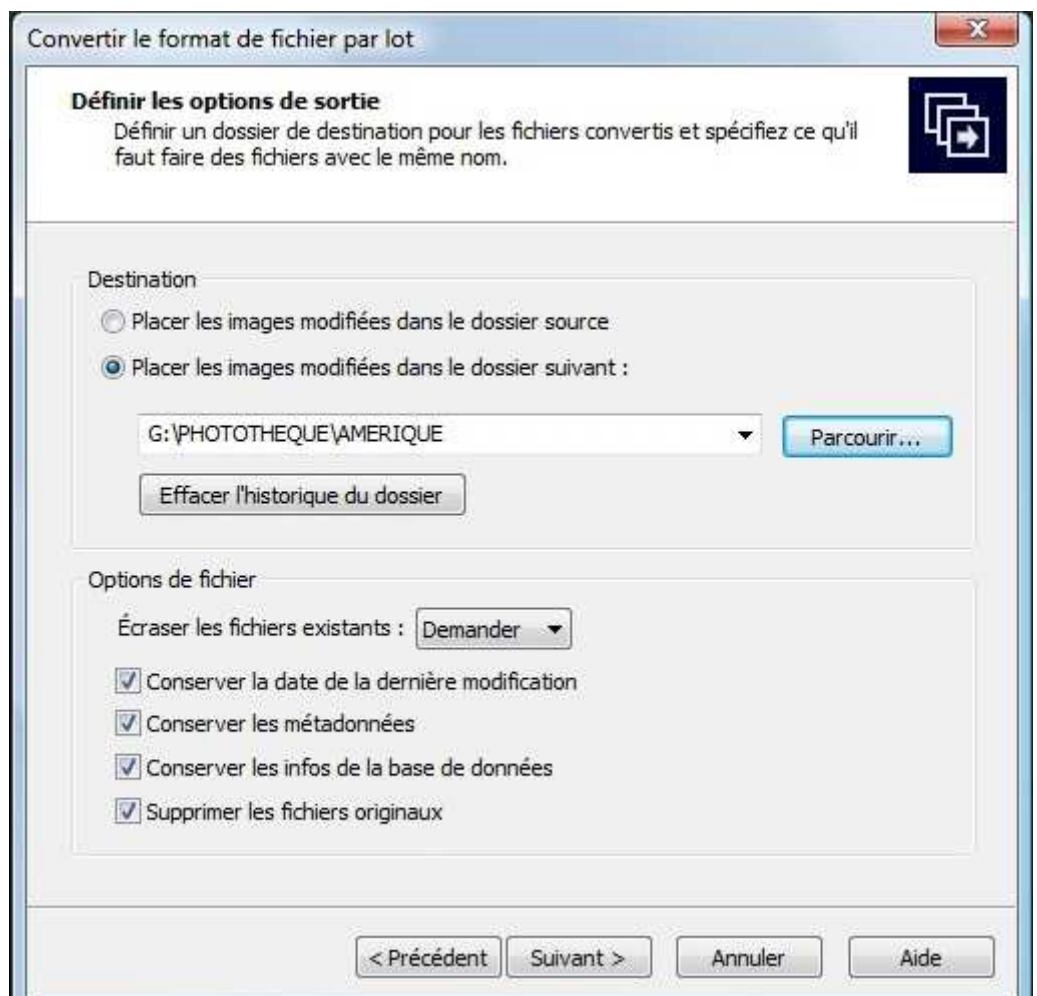 Convertir le format de fichier par lot
Définir les options de sortie
Définir un dossier de destination pour les fichiers convertis et spécifiez ce qu'il
faut faire des fichiers avec le même nom.
Destination
Placer les images modifiées dans le dossier source
Placer les images modifiées dans le dossier suivant :
G:\PHOTOTHEQUE\AMERIQUE
Parcourir...
Effacer l'historique du dossier
Options de fichier
Écraser les fichiers existants : Demander
Conserver la date de la dernière modification
Conserver les métadonnées
Conserver les infos de la base de données
Supprimer les fichiers originaux
< Précédent Suivant > Annuler Aide